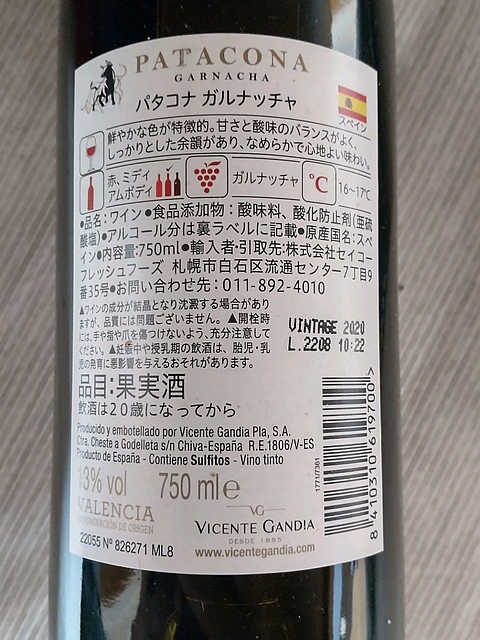 PATACONA
GARNACHA
パタコナ ガルナッチャ
スペイン
鮮やかな色が特徴的。甘さと酸味のバランスがよく、
しっかりとした余韻があり、なめらかで心地よい味わい。
赤、ミディアムボディ
ガルナッチャ
℃
16～17℃
●品名：ワイン●食品添加物：酸味料、酸化防止剤(亜硫
酸塩)●アルコール分は裏ラベルに記載●原産国名：スペ
イン●内容量:750ml●輸入者・引取先:株式会社セイコー
フレッシュフーズ 札幌市白石区流通センター7丁目9
番35号●お問い合わせ先：011-892-4010
▲ワインの成分が結晶となり沈澱する場合があり
ますが、品質には問題ございません。▲開栓時
には、手や指や爪を傷つけないよう、充分注意して
ください。▲妊娠中や授乳期の飲酒は、胎児・乳
児の発育に悪影響を与えるおそれがあります。
VINTAGE 2020
L.2208 10:22
品目:果実酒
飲酒は20歳になってから
Producido y embotellado por Vicente Gandia Pla, S.A.
Ctra. Cheste a Godelleta s/n Chiva-España R.E.1806/V-ES
Producto de España - Contiene Sulfitos - Vino tinto
13% vol 750 ml e
VALENCIA
DENOMINACIÓN DE ORIGEN
VG
VICENTE GANDIA
DESDE 1885
www.vicentegandia.com
22055 Nº 826271 ML8
1771/7361
8 410310 619700 >